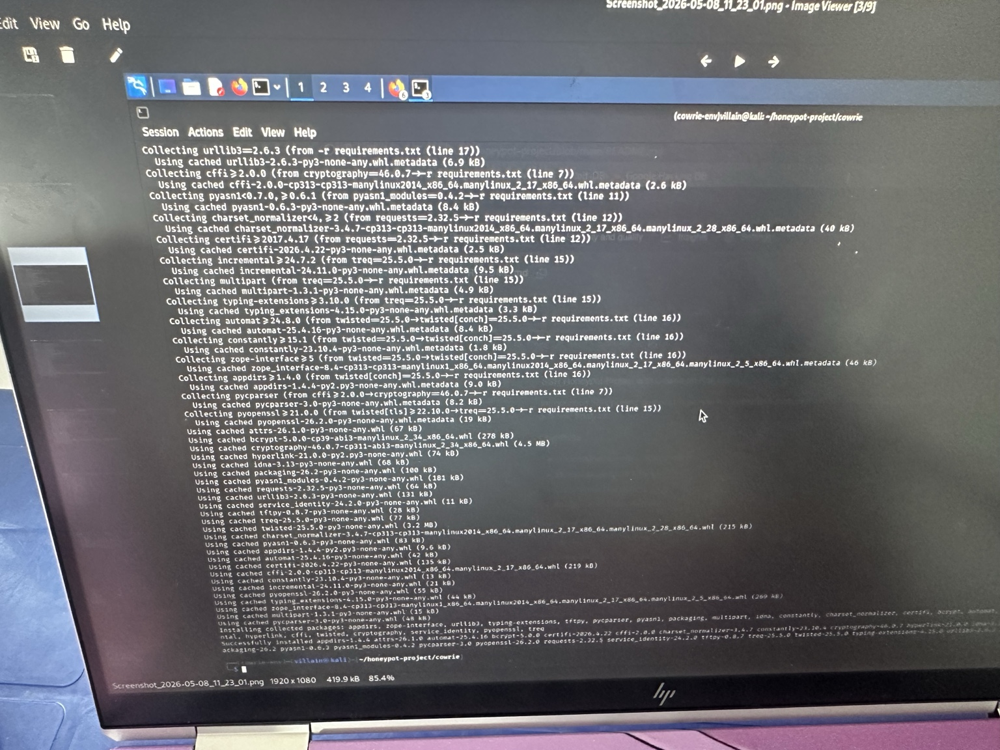 Screenshot_2026-05-08_11_23_01.png - Image Viewer [3/9]
Edit View Go Help
1 2 3 4 6 3
(cowrie-env)villain@kali: ~/honeypot-project/cowrie
Session Actions Edit View Help
Collecting urllib3==2.6.3 (from -r requirements.txt (line 17))
Using cached urllib3-2.6.3-py3-none-any.whl.metadata (6.9 kB)
Collecting cffi>=2.0.0 (from cryptography==46.0.7->-r requirements.txt (line 7))
Using cached cffi-2.0.0-cp313-cp313-manylinux2014_x86_64.manylinux_2_17_x86_64.whl.metadata (2.6 kB)
Collecting pyasn1<0.7.0,>=0.6.1 (from pyasn1_modules==0.4.2->-r requirements.txt (line 11))
Using cached pyasn1-0.6.3-py3-none-any.whl.metadata (8.4 kB)
Collecting charset_normalizer<4,>=2 (from requests==2.32.5->-r requirements.txt (line 12))
Using cached charset_normalizer-3.4.7-cp313-cp313-manylinux2014_x86_64.manylinux_2_17_x86_64.manylinux_2_28_x86_64.whl.metadata (40 kB)
Collecting certifi>=2017.4.17 (from requests==2.32.5->-r requirements.txt (line 12))
Using cached certifi-2026.4.22-py3-none-any.whl.metadata (2.5 kB)
Collecting incremental>=24.7.2 (from treq==25.5.0->-r requirements.txt (line 15))
Using cached incremental-24.11.0-py3-none-any.whl.metadata (9.5 kB)
Collecting multipart (from treq==25.5.0->-r requirements.txt (line 15))
Using cached multipart-1.3.1-py3-none-any.whl.metadata (4.9 kB)
Collecting typing-extensions>=3.10.0 (from treq==25.5.0->-r requirements.txt (line 15))
Using cached typing_extensions-4.15.0-py3-none-any.whl.metadata (3.3 kB)
Collecting automat>=24.8.0 (from twisted==25.5.0->twisted[conch]==25.5.0->-r requirements.txt (line 16))
Using cached automat-25.4.16-py3-none-any.whl.metadata (8.4 kB)
Collecting constantly>=15.1 (from twisted==25.5.0->twisted[conch]==25.5.0->-r requirements.txt (line 16))
Using cached constantly-23.10.4-py3-none-any.whl.metadata (1.8 kB)
Collecting zope-interface>=5 (from twisted==25.5.0->twisted[conch]==25.5.0->-r requirements.txt (line 16))
Using cached zope_interface-8.4-cp313-cp313-manylinux1_x86_64.manylinux2014_x86_64.manylinux_2_17_x86_64.manylinux_2_5_x86_64.whl.metadata (46 kB)
Collecting appdirs>=1.4.0 (from twisted[conch]==25.5.0->-r requirements.txt (line 16))
Using cached appdirs-1.4.4-py2.py3-none-any.whl.metadata (9.0 kB)
Collecting pycparser (from cffi>=2.0.0->cryptography==46.0.7->-r requirements.txt (line 7))
Using cached pycparser-3.0-py3-none-any.whl.metadata (8.2 kB)
Collecting pyopenssl>=21.0.0 (from twisted[tls]>=22.10.0->treq==25.5.0->-r requirements.txt (line 15))
Using cached pyopenssl-26.2.0-py3-none-any.whl.metadata (19 kB)
Using cached attrs-26.1.0-py3-none-any.whl (67 kB)
Using cached bcrypt-5.0.0-cp39-abi3-manylinux_2_34_x86_64.whl (278 kB)
Using cached cryptography-46.0.7-cp311-abi3-manylinux_2_34_x86_64.whl (4.5 MB)
Using cached hyperlink-21.0.0-py2.py3-none-any.whl (74 kB)
Using cached idna-3.13-py3-none-any.whl (68 kB)
Using cached packaging-26.2-py3-none-any.whl (100 kB)
Using cached pyasn1_modules-0.4.2-py3-none-any.whl (181 kB)
Using cached requests-2.32.5-py3-none-any.whl (64 kB)
Using cached urllib3-2.6.3-py3-none-any.whl (131 kB)
Using cached service_identity-24.2.0-py3-none-any.whl (11 kB)
Using cached tftpy-0.8.7-py3-none-any.whl (28 kB)
Using cached treq-25.5.0-py3-none-any.whl (77 kB)
Using cached twisted-25.5.0-py3-none-any.whl (3.2 MB)
Using cached charset_normalizer-3.4.7-cp313-cp313-manylinux2014_x86_64.manylinux_2_17_x86_64.manylinux_2_28_x86_64.whl (215 kB)
Using cached pyasn1-0.6.3-py3-none-any.whl (83 kB)
Using cached appdirs-1.4.4-py2.py3-none-any.whl (9.6 kB)
Using cached automat-25.4.16-py3-none-any.whl (42 kB)
Using cached certifi-2026.4.22-py3-none-any.whl (135 kB)
Using cached cffi-2.0.0-cp313-cp313-manylinux2014_x86_64.manylinux_2_17_x86_64.whl (219 kB)
Using cached constantly-23.10.4-py3-none-any.whl (13 kB)
Using cached incremental-24.11.0-py3-none-any.whl (21 kB)
Using cached pyopenssl-26.2.0-py3-none-any.whl (55 kB)
Using cached typing_extensions-4.15.0-py3-none-any.whl (44 kB)
Using cached zope_interface-8.4-cp313-cp313-manylinux1_x86_64.manylinux2014_x86_64.manylinux_2_17_x86_64.manylinux_2_5_x86_64.whl (269 kB)
Using cached multipart-1.3.1-py3-none-any.whl (15 kB)
Using cached pycparser-3.0-py3-none-any.whl (48 kB)
Installing collected packages: appdirs, zope-interface, urllib3, typing-extensions, tftpy, pycparser, pyasn1, packaging, multipart, idna, constantly, charset_normalizer, certifi, bcrypt, automat
ntal, hyperlink, cffi, twisted, cryptography, service_identity, pyopenssl, treq
Successfully installed appdirs-1.4.4 attrs-26.1.0 automat-25.4.16 bcrypt-5.0.0 certifi-2026.4.22 cffi-2.0.0 charset_normalizer-3.4.7 constantly-23.10.4 cryptography-46.0.7 hyperlink-21.0.0
ackaging-26.2 pyasn1-0.6.3 pyasn1_modules-0.4.2 pycparser-3.0 pyopenssl-26.2.0 requests-2.32.5 service_identity-24.2.0 tftpy-0.8.7 treq-25.5.0 twisted-25.5.0 typing-extensions-4.15.0
(villain@kali)-[~/honeypot-project/cowrie]
$
Screenshot_2026-05-08_11_23_01.png 1920 x 1080 419.9 kB 85.4%
hp